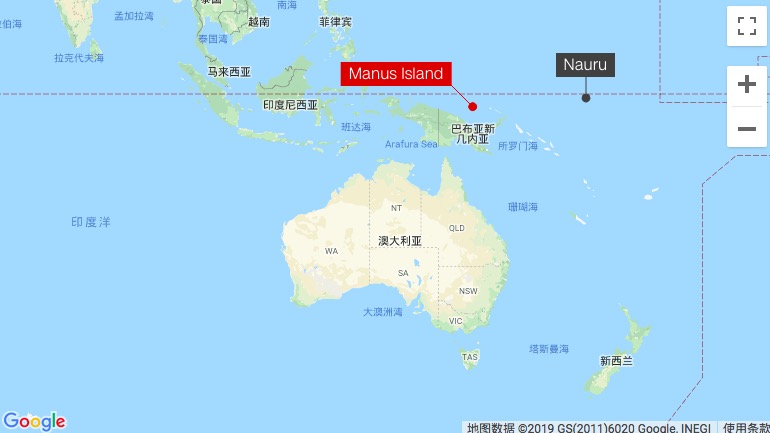 泰国
南海
菲律宾
伯海
孟加拉湾
越南
泰国湾
拉克代夫海
马来西亚
Manus Island
Nauru
印度尼西亚
班达海
Arafura Sea
巴布亚新
几内亚
所罗门海
印度洋
NT
QLD
珊瑚海
WA
澳大利亚
SA
NSW
大澳洲湾
VIC
TAS
塔斯曼海
新西兰
Google
地图数据 ©2019 GS(2011)6020 Google, INEGI
使用条款